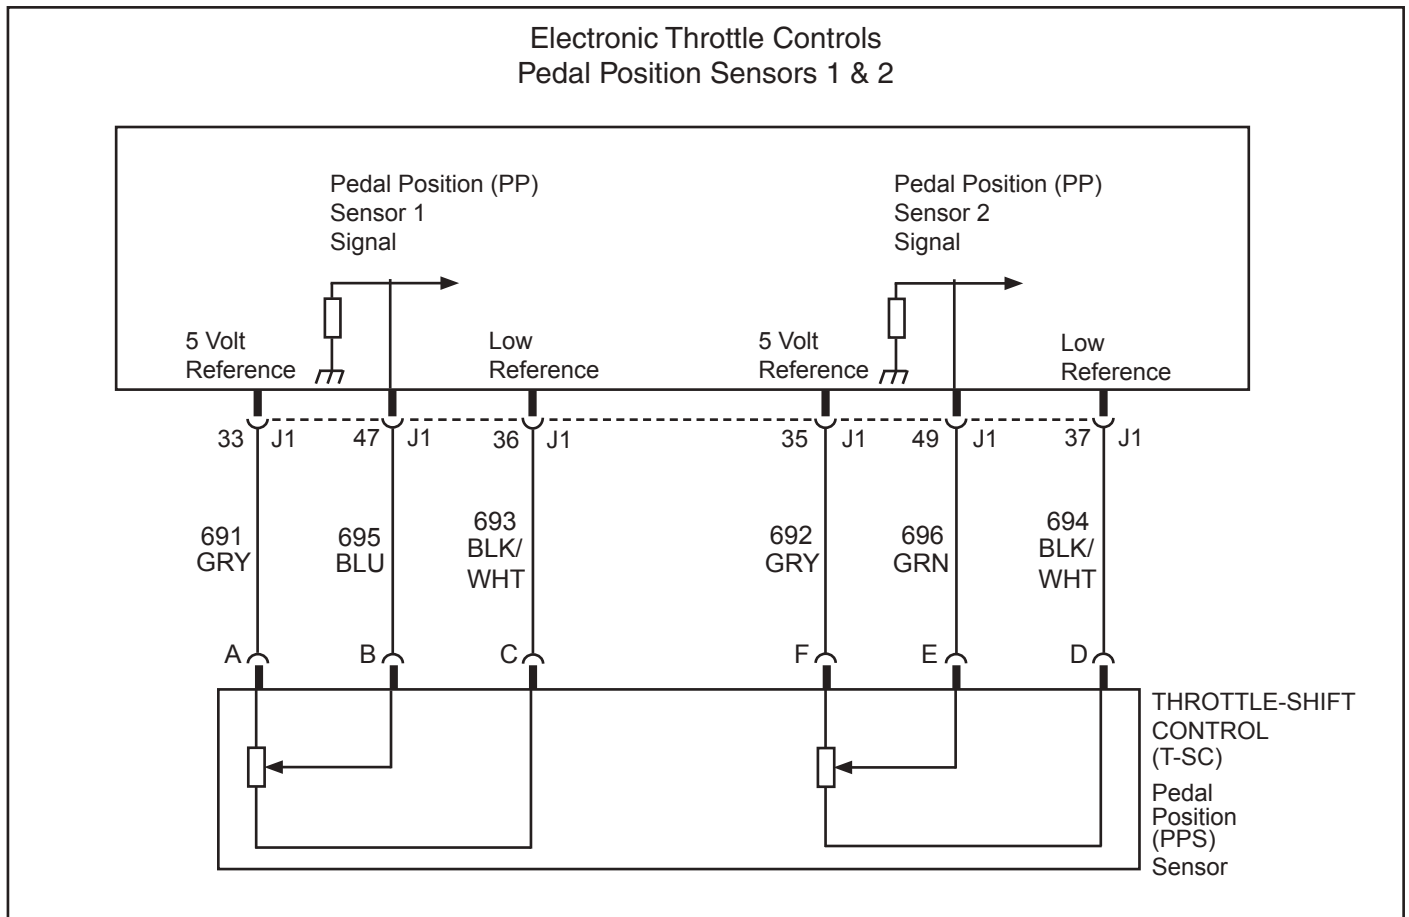 Electronic Throttle Controls
Pedal Position Sensors 1 & 2
Pedal Position (PP)
Sensor 1
Signal
Pedal Position (PP)
Sensor 2
Signal
5 Volt
Reference
Low
Reference
5 Volt
Reference
Low
Reference
33 J1
47 J1
36 J1
35 J1
49 J1
37 J1
691
GRY
695
BLU
693
BLK/
WHT
692
GRY
696
GRN
694
BLK/
WHT
A
B
C
F
E
D
THROTTLE-SHIFT
CONTROL
(T-SC)
Pedal
Position
(PPS)
Sensor